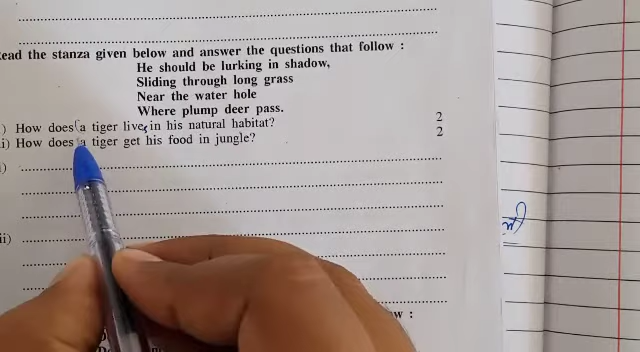 ead the stanza given below and answer the questions that follow :
He should be lurking in shadow,
Sliding through long grass
Near the water hole
Where plump deer pass.
) How does a tiger live in his natural habitat? 2
i) How does a tiger get his food in jungle? 2
i)
ii)
w :